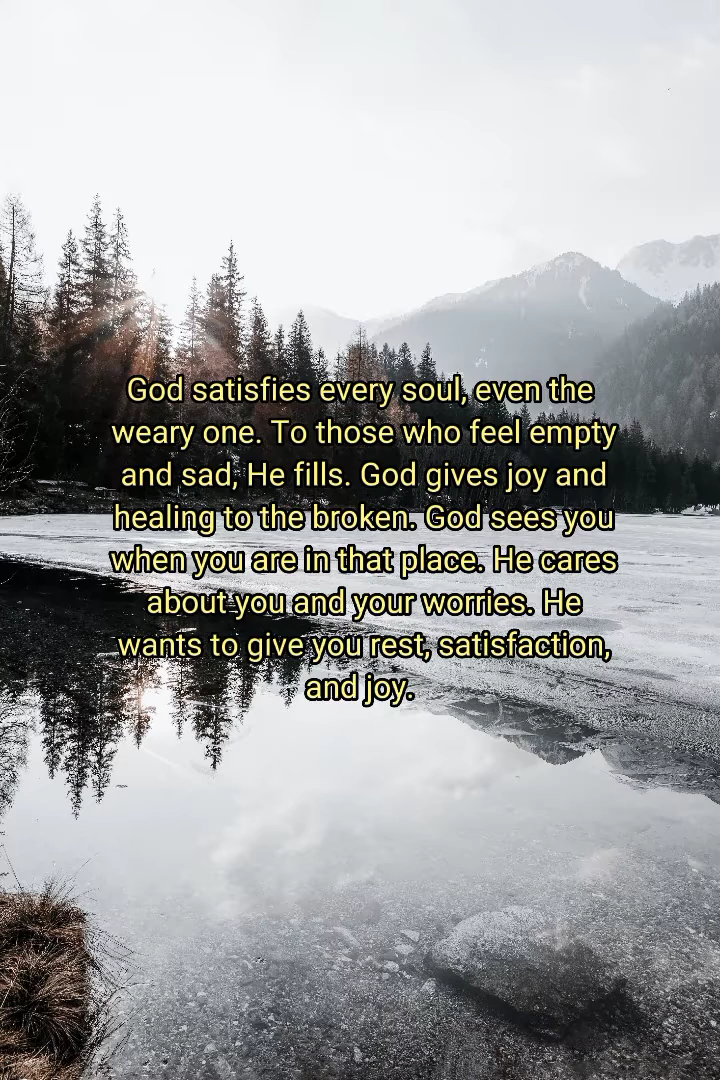 God satisfies every soul, even the
weary one. To those who feel empty
and sad, He fills. God gives joy and
healing to the broken. God sees you
when you are in that place. He cares
about you and your worries. He
wants to give you rest, satisfaction,
and joy.